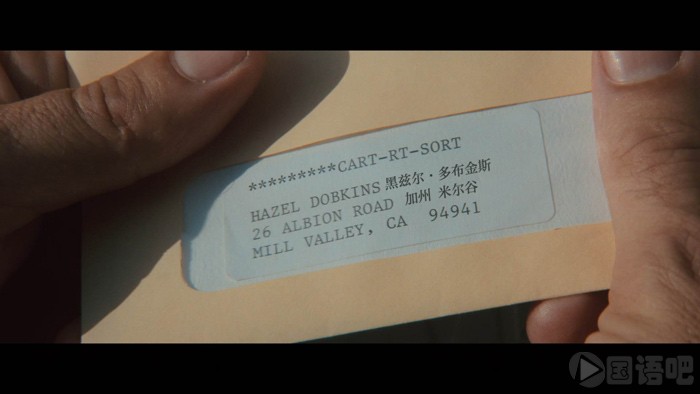 *********CART-RT-SORT
HAZEL DOBKINS 黑兹尔·多布金斯
26 ALBION ROAD 加州 米尔谷
MILL VALLEY, CA 94941
国语吧